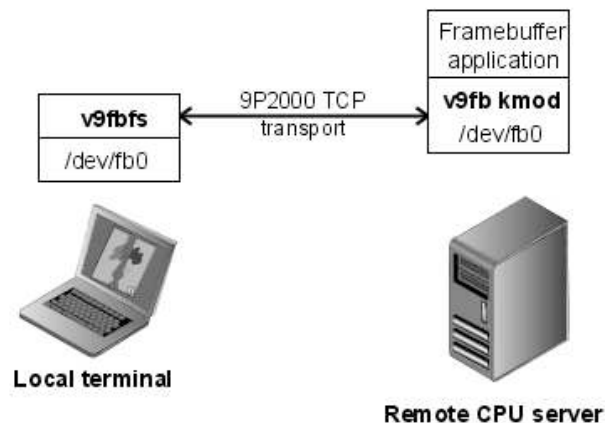 Framebuffer
application
v9fb kmod
/dev/fb0
9P2000 TCP
transport
v9fbfs
/dev/fb0
Local terminal
Remote CPU server